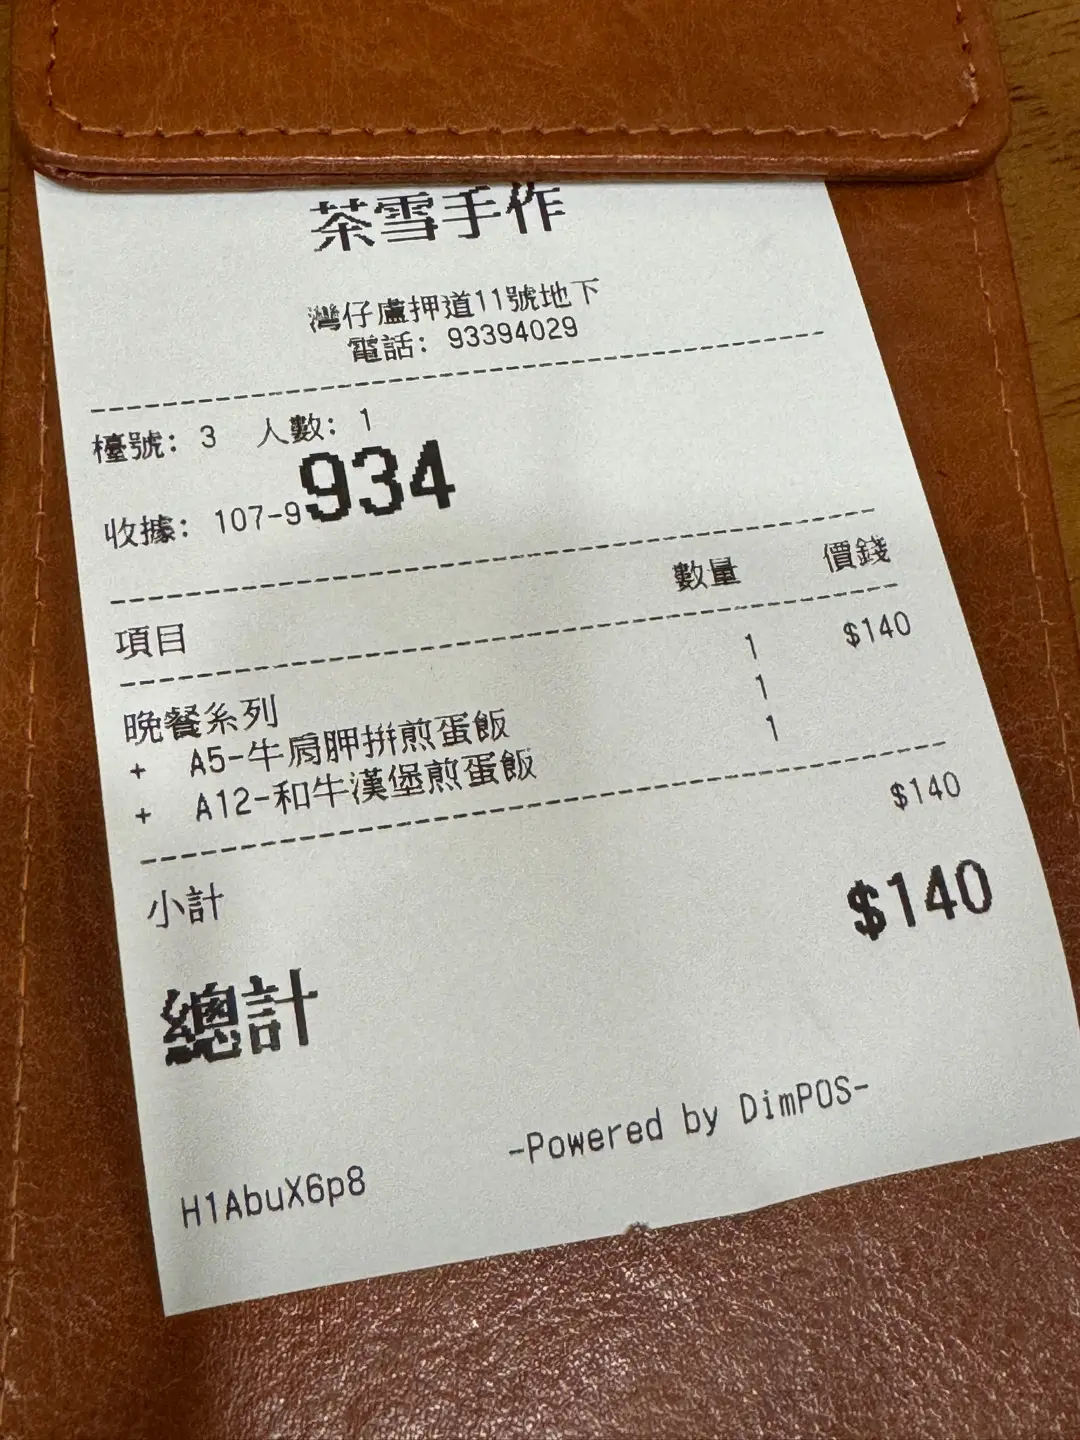 茶雪手作
灣仔盧押道11號地下
電話: 93394029
檯號: 3 人數: 1
收據: 107-9934
項目 數量 價錢
晚餐系列 1 $140
+ A5-牛肩胛拼煎蛋飯 1
+ A12-和牛漢堡煎蛋飯 1
小計 $140
總計 $140
-Powered by DimPOS-
H1AbuX6p8